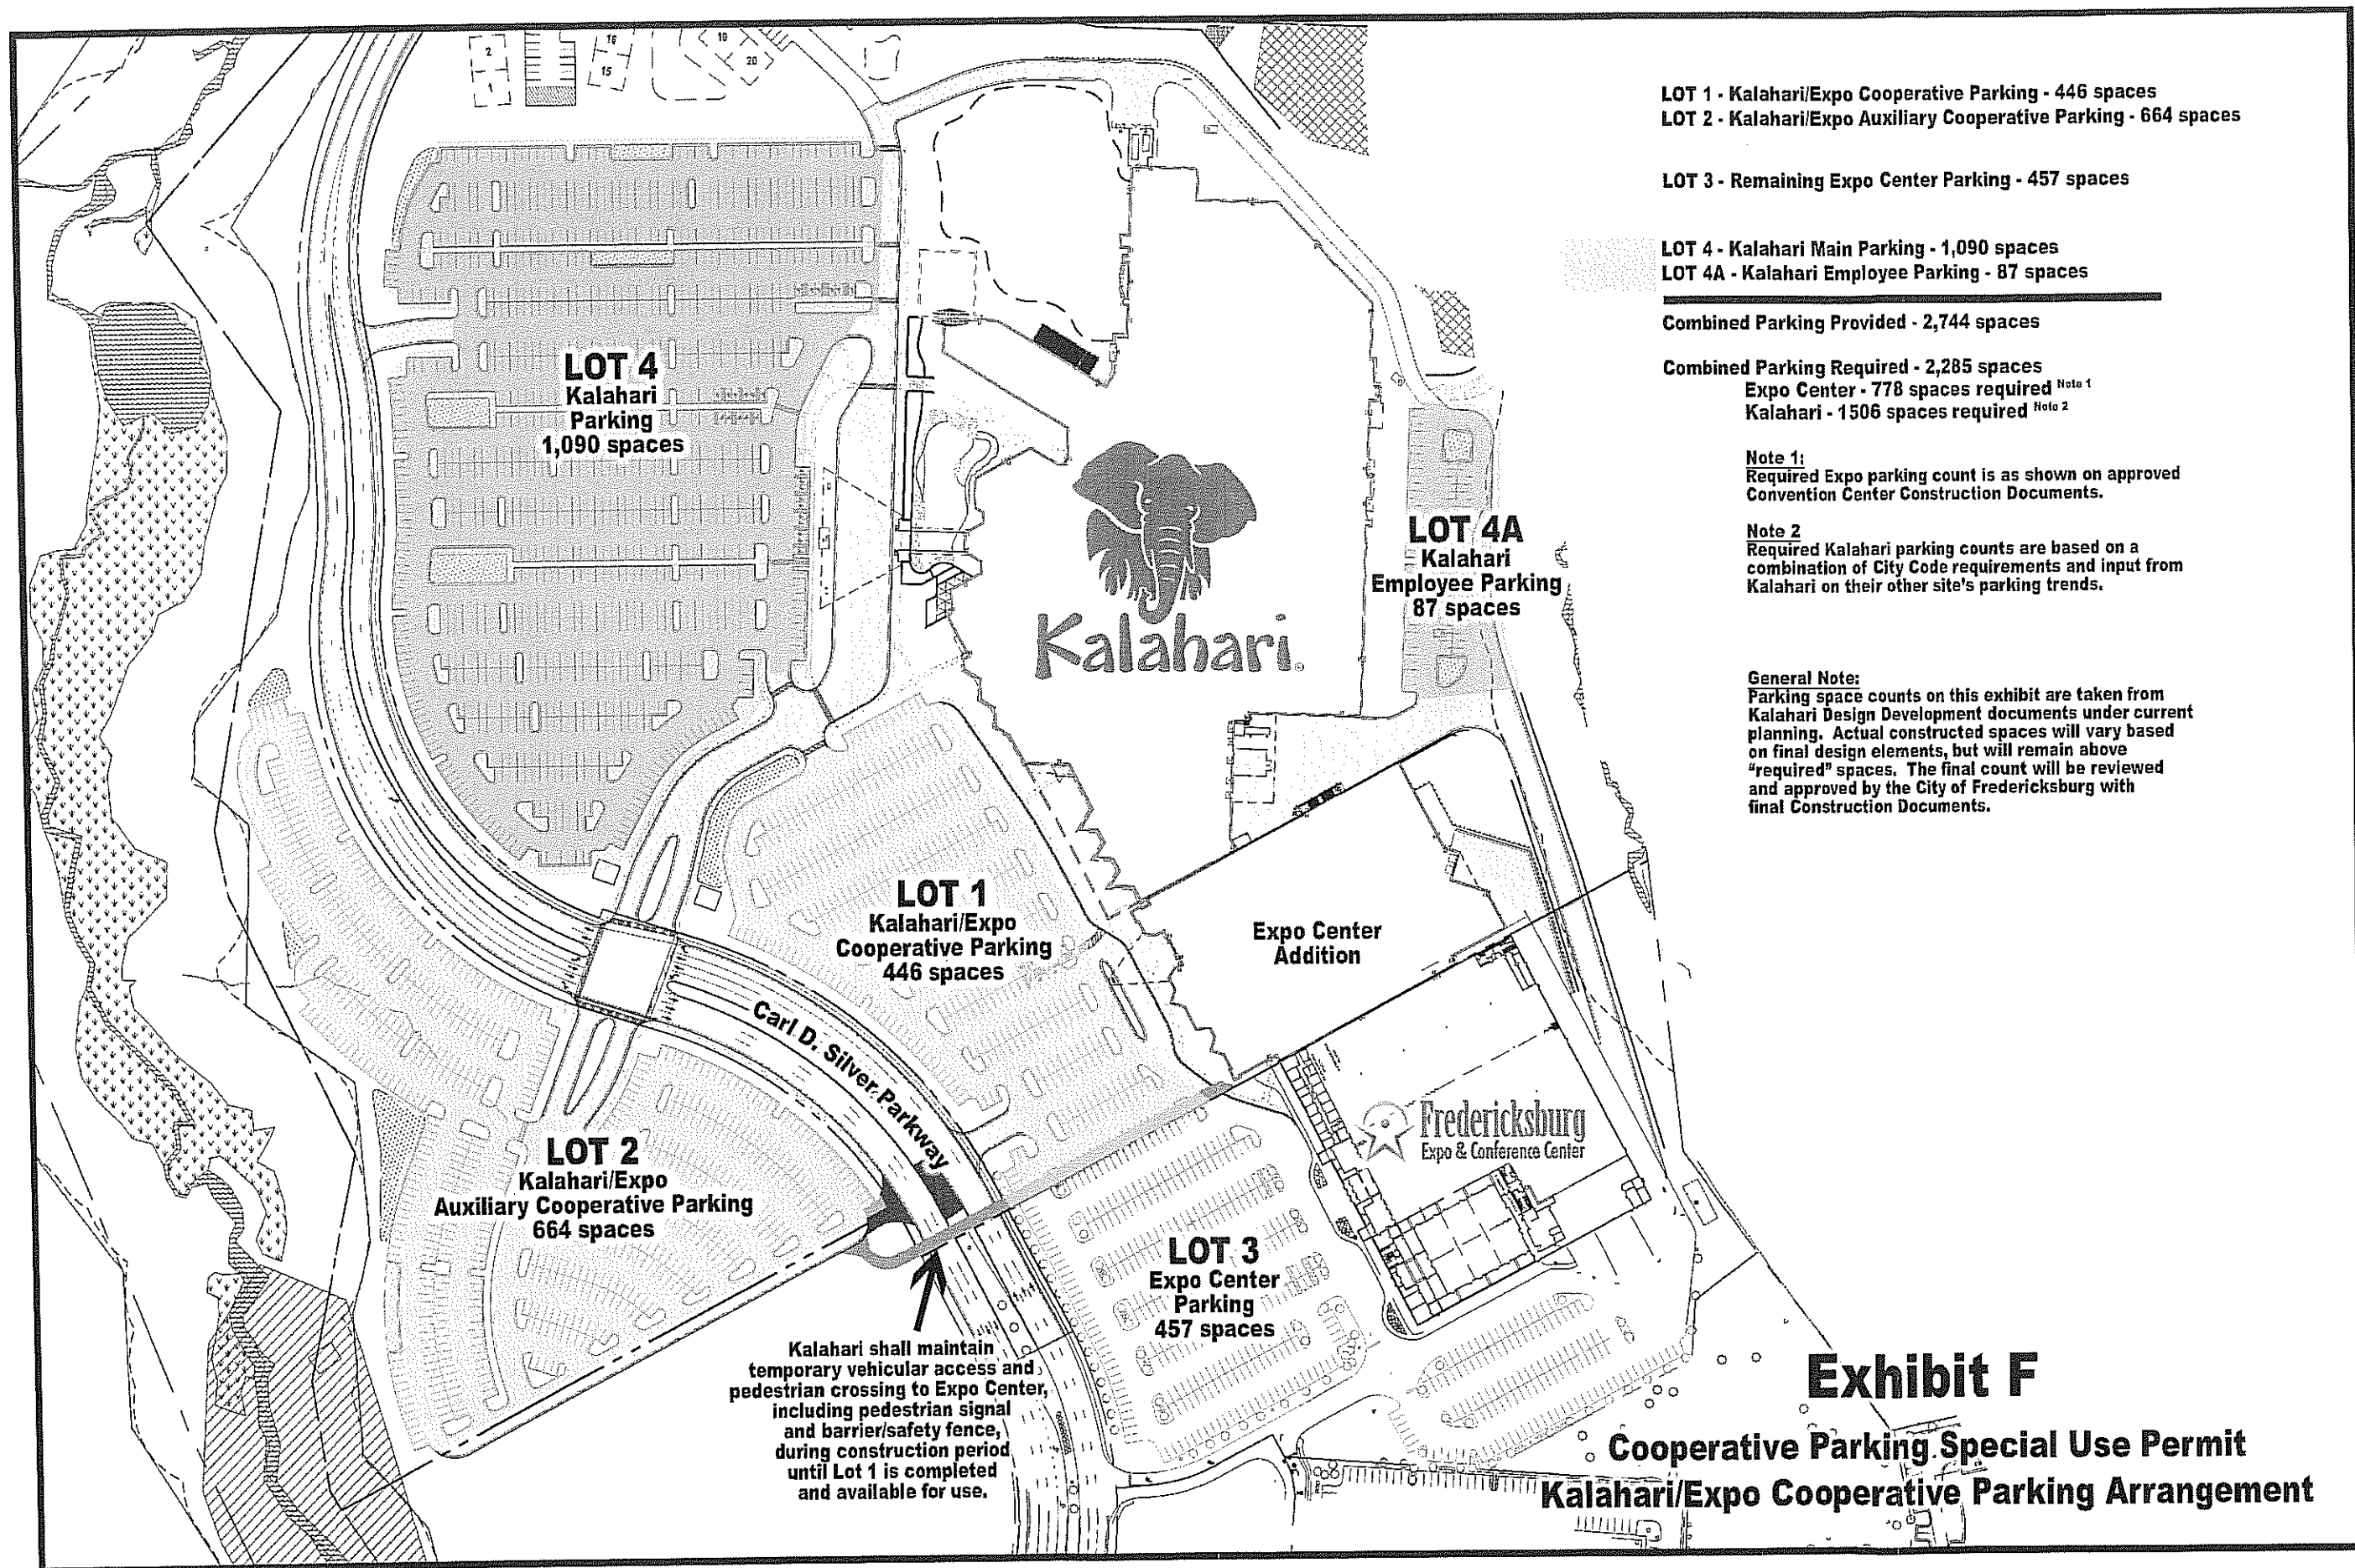 2
1
16
15
19
20
LOT 1 - Kalahari/Expo Cooperative Parking - 446 spaces
LOT 2 - Kalahari/Expo Auxiliary Cooperative Parking - 664 spaces
LOT 3 - Remaining Expo Center Parking - 457 spaces
LOT 4 - Kalahari Main Parking - 1,090 spaces
LOT 4A - Kalahari Employee Parking - 87 spaces
Combined Parking Provided - 2,744 spaces
Combined Parking Required - 2,285 spaces
Expo Center - 778 spaces required Note 1
Kalahari - 1506 spaces required Note 2
Note 1:
Required Expo parking count is as shown on approved
Convention Center Construction Documents.
Note 2
Required Kalahari parking counts are based on a
combination of City Code requirements and input from
Kalahari on their other site's parking trends.
General Note:
Parking space counts on this exhibit are taken from
Kalahari Design Development documents under current
planning. Actual constructed spaces will vary based
on final design elements, but will remain above
"required" spaces. The final count will be reviewed
and approved by the City of Fredericksburg with
final Construction Documents.
LOT 4
Kalahari
Parking
1,090 spaces
Kalahari
LOT 4A
Kalahari
Employee Parking
87 spaces
LOT 1
Kalahari/Expo
Cooperative Parking
446 spaces
Expo Center
Addition
Carl D. Silver Parkway
Fredericksburg
Expo & Conference Center
LOT 2
Kalahari/Expo
Auxiliary Cooperative Parking
664 spaces
LOT 3
Expo Center
Parking
457 spaces
Kalahari shall maintain
temporary vehicular access and
pedestrian crossing to Expo Center,
including pedestrian signal
and barrier/safety fence,
during construction period
until Lot 1 is completed
and available for use.
Exhibit F
Cooperative Parking Special Use Permit
Kalahari/Expo Cooperative Parking Arrangement